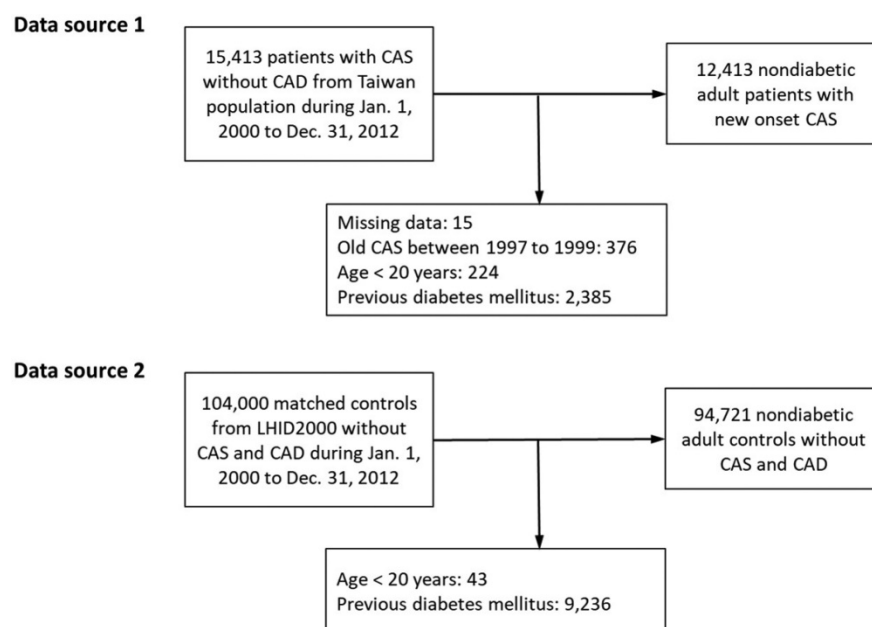 Data source 1
15,413 patients with CAS
without CAD from Taiwan
population during Jan. 1,
2000 to Dec. 31, 2012
12,413 nondiabetic
adult patients with
new onset CAS
Missing data: 15
Old CAS between 1997 to 1999: 376
Age < 20 years: 224
Previous diabetes mellitus: 2,385
Data source 2
104,000 matched controls
from LHID2000 without
CAS and CAD during Jan. 1,
2000 to Dec. 31, 2012
94,721 nondiabetic
adult controls without
CAS and CAD
Age < 20 years: 43
Previous diabetes mellitus: 9,236